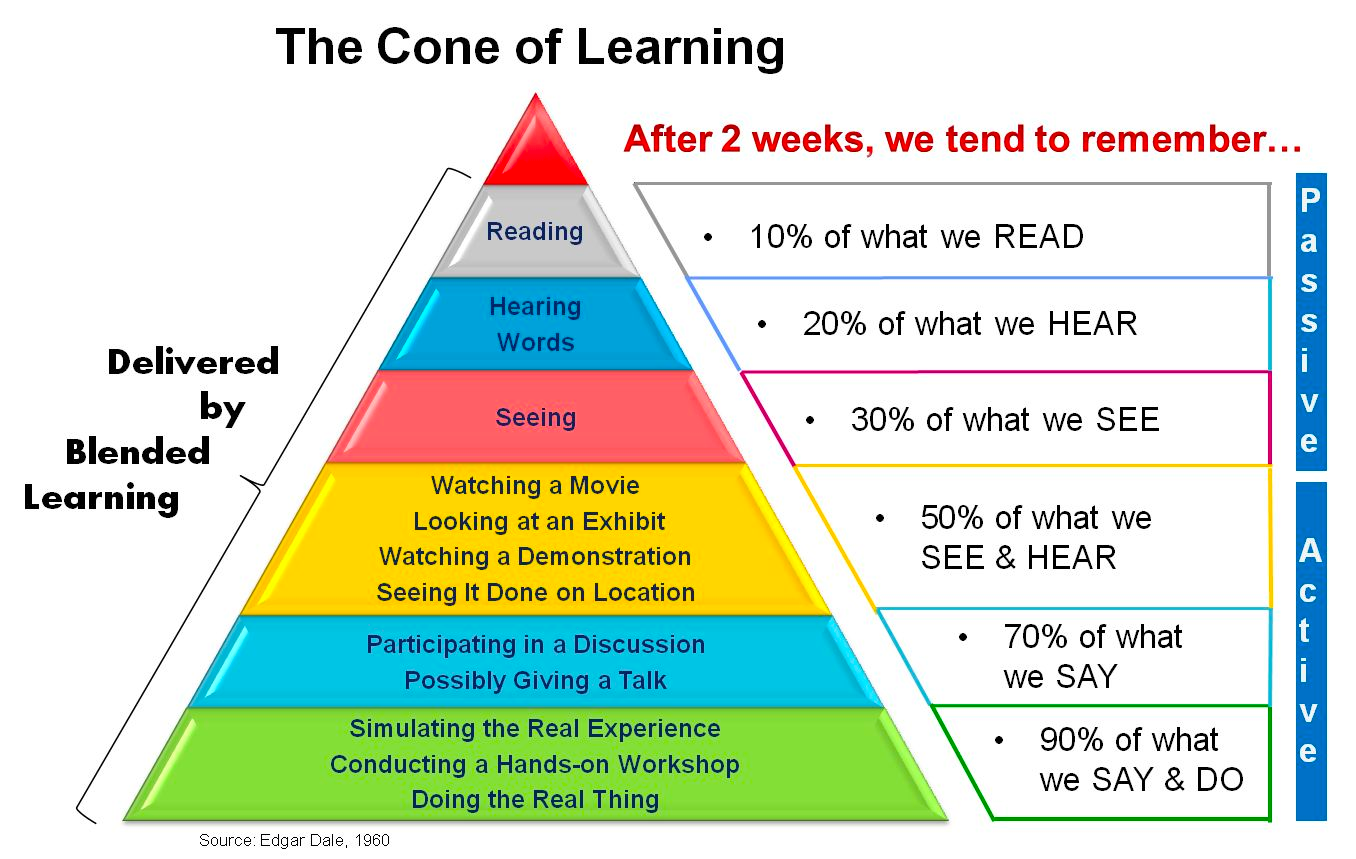 The Cone of Learning
After 2 weeks, we tend to remember…
Delivered
by
Blended
Learning
Reading
Hearing
Words
Seeing
Watching a Movie
Looking at an Exhibit
Watching a Demonstration
Seeing It Done on Location
Participating in a Discussion
Possibly Giving a Talk
Simulating the Real Experience
Conducting a Hands-on Workshop
Doing the Real Thing
• 10% of what we READ
• 20% of what we HEAR
• 30% of what we SEE
• 50% of what we
SEE & HEAR
• 70% of what
we SAY
• 90% of what
we SAY & DO
Passive
Active
Source: Edgar Dale, 1960